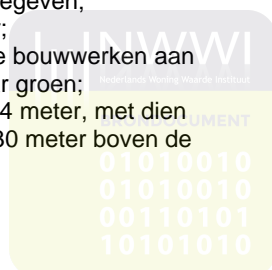 egeven;
;
e bouwwerken aan
r groen;
4 meter, met dien
30 meter boven de
NWWI
Nederlands Woning Waarde Instituut
BRONDOCUMENT
01010010
01010010
00110101
10101010